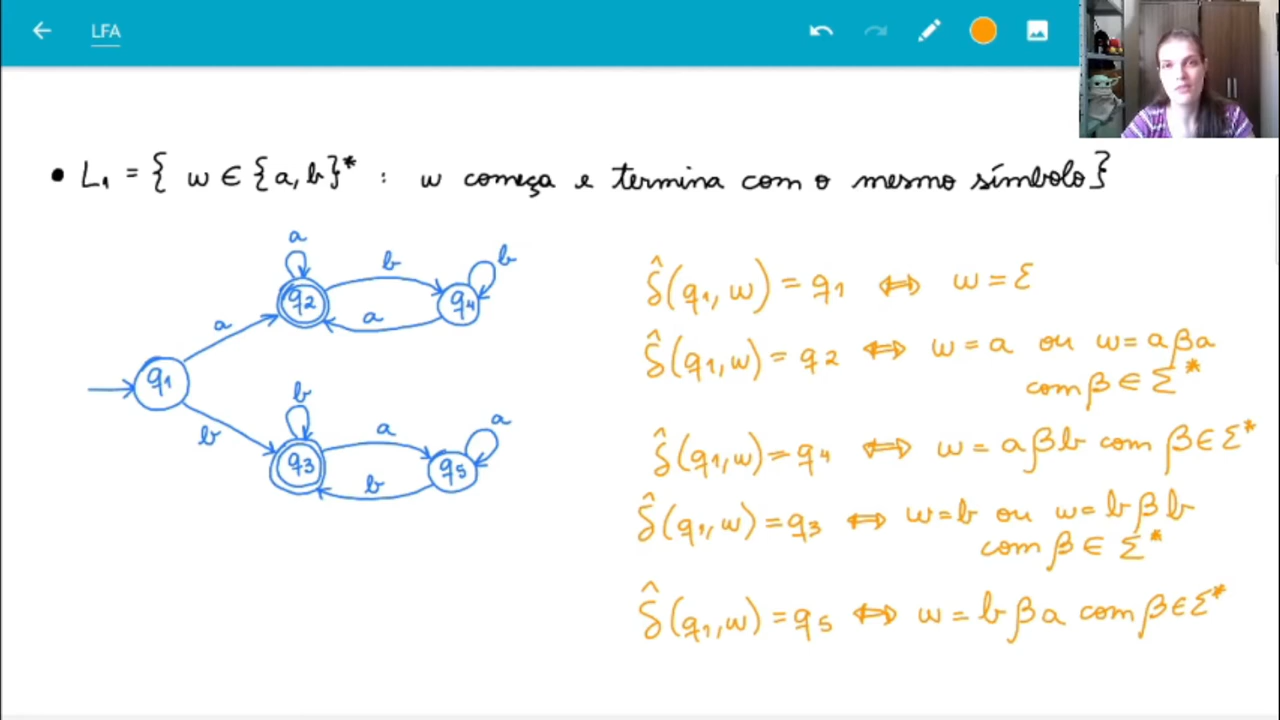 LFA
• L₁ = { w ∈ {a, b}* : w começa e termina com o mesmo símbolo}
a
b
b
q2
q4
a
a
q1
b
b
a
a
q3
q5
b
δ̂(q1, w) = q1 ⇔ w = ε
δ̂(q1, w) = q2 ⇔ w = a ou w = aβa
com β ∈ Σ*
δ̂(q1, w) = q4 ⇔ w = aβb com β ∈ Σ*
δ̂(q1, w) = q3 ⇔ w = b ou w = bβb
com β ∈ Σ*
δ̂(q1, w) = q5 ⇔ w = bβa com β ∈ Σ*